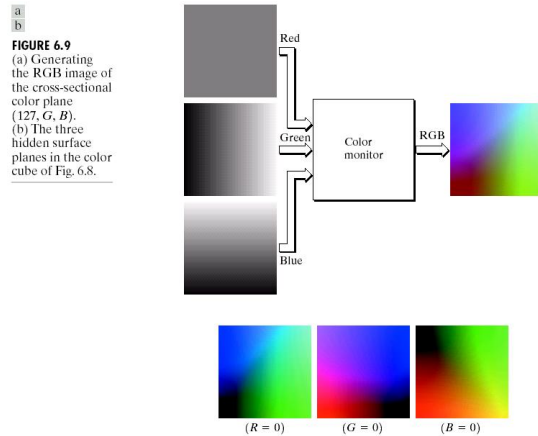 a
b
FIGURE 6.9
(a) Generating
the RGB image of
the cross-sectional
color plane
(127, G, B).
(b) The three
hidden surface
planes in the color
cube of Fig. 6.8.
Red
Green
Blue
Color
monitor
RGB
(R = 0)
(G = 0)
(B = 0)